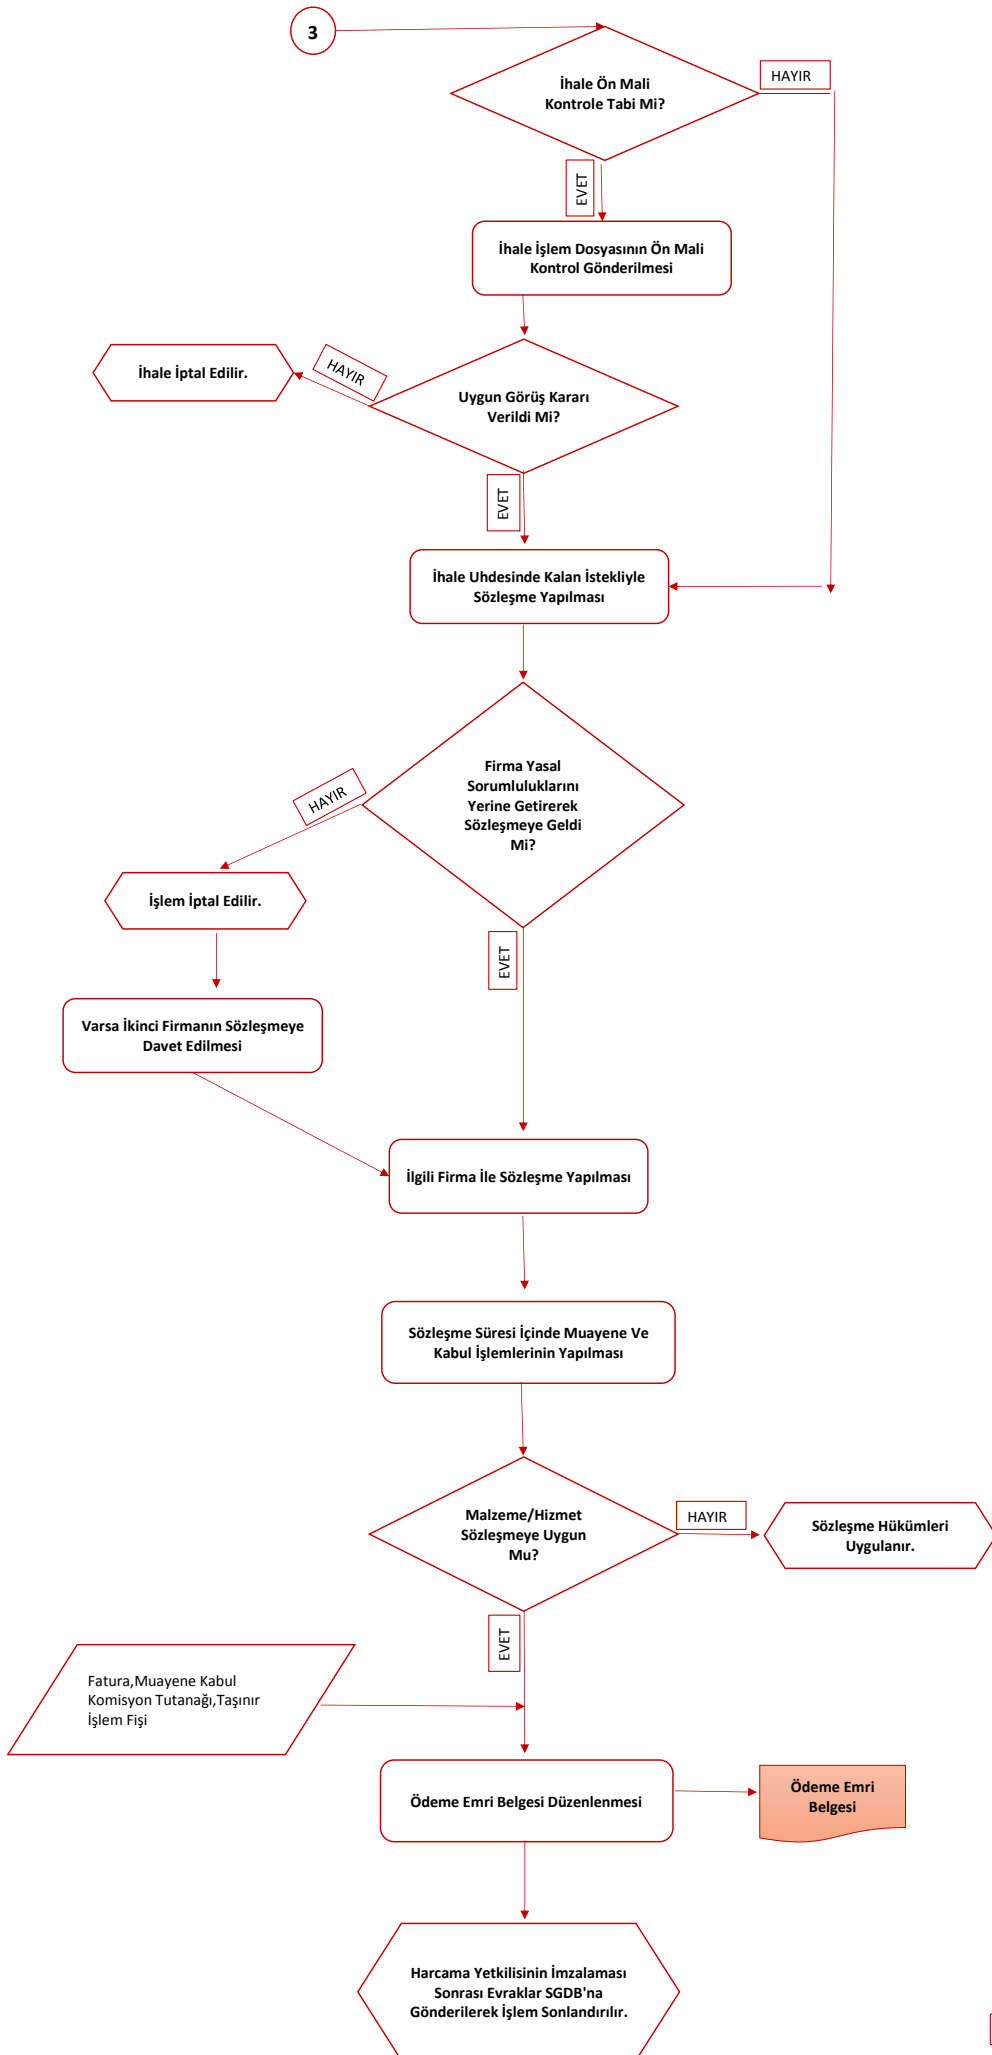 3
İhale Ön Mali
Kontrole Tabi Mi?
HAYIR
EVET
İhale İşlem Dosyasının Ön Mali
Kontrol Gönderilmesi
İhale İptal Edilir.
HAYIR
Uygun Görüş Kararı
Verildi Mi?
EVET
İhale Uhdesinde Kalan İstekliyle
Sözleşme Yapılması
Firma Yasal
Sorumluluklarını
Yerine Getirerek
Sözleşmeye Geldi
Mi?
HAYIR
İşlem İptal Edilir.
EVET
Varsa İkinci Firmanın Sözleşmeye
Davet Edilmesi
İlgili Firma İle Sözleşme Yapılması
Sözleşme Süresi İçinde Muayene Ve
Kabul İşlemlerinin Yapılması
Malzeme/Hizmet
Sözleşmeye Uygun
Mu?
HAYIR
Sözleşme Hükümleri
Uygulanır.
EVET
Fatura,Muayene Kabul
Komisyon Tutanağı,Taşınır
İşlem Fişi
Ödeme Emri Belgesi Düzenlenmesi
Ödeme Emri
Belgesi
Harcama Yetkilisinin İmzalaması
Sonrası Evraklar SGDB'na
Gönderilerek İşlem Sonlandırılır.